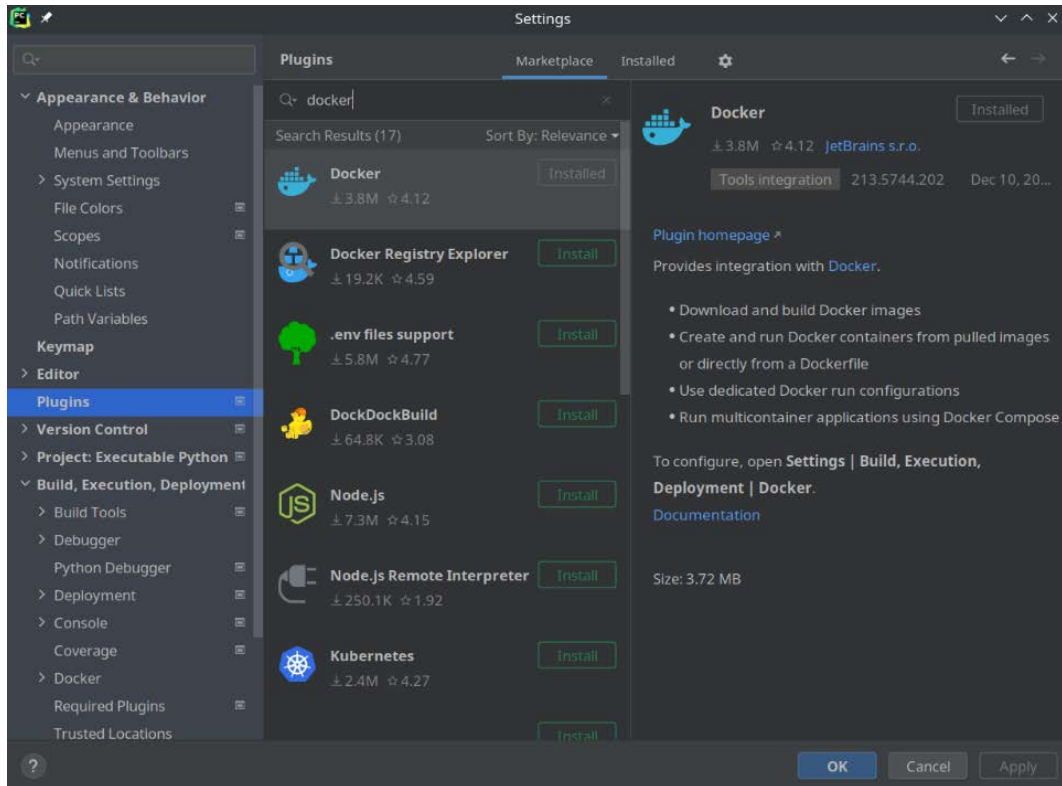 PC
Settings
Appearance & Behavior
Appearance
Menus and Toolbars
System Settings
File Colors
Scopes
Notifications
Quick Lists
Path Variables
Keymap
Editor
Plugins
Version Control
Project: Executable Python
Build, Execution, Deployment
Build Tools
Debugger
Python Debugger
Deployment
Console
Coverage
Docker
Required Plugins
Trusted Locations
Plugins
Marketplace
Installed
docker
Search Results (17)
Sort By: Relevance
Docker
Installed
3.8M 4.12
Docker Registry Explorer
Install
19.2K 4.59
.env files support
Install
5.8M 4.77
DockDockBuild
Install
64.8K 3.08
JS
Node.js
Install
7.3M 4.15
Node.js Remote Interpreter
Install
250.1K 1.92
Kubernetes
Install
2.4M 4.27
Install
Docker
Installed
3.8M 4.12 JetBrains s.r.o.
Tools integration 213.5744.202 Dec 10, 20...
Plugin homepage
Provides integration with Docker.
• Download and build Docker images
• Create and run Docker containers from pulled images
or directly from a Dockerfile
• Use dedicated Docker run configurations
• Run multicontainer applications using Docker Compose
To configure, open Settings | Build, Execution,
Deployment | Docker.
Documentation
Size: 3.72 MB
?
OK
Cancel
Apply